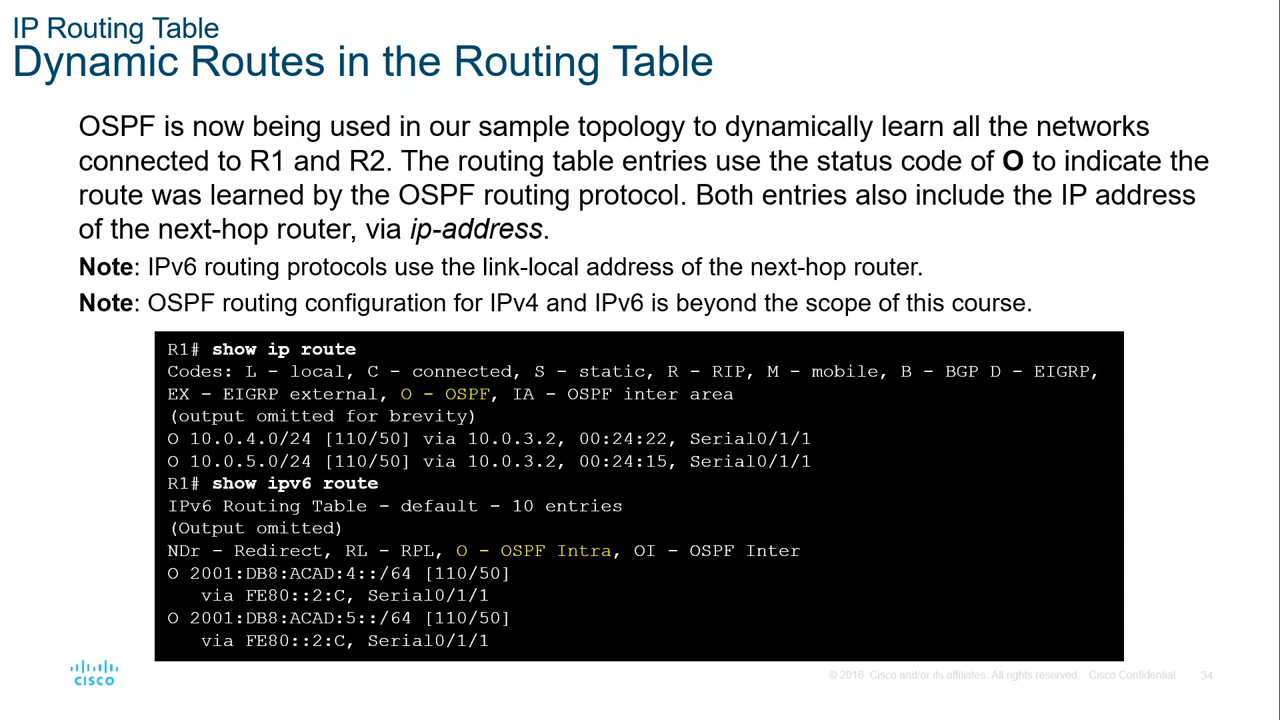 IP Routing Table
Dynamic Routes in the Routing Table
OSPF is now being used in our sample topology to dynamically learn all the networks
connected to R1 and R2. The routing table entries use the status code of O to indicate the
route was learned by the OSPF routing protocol. Both entries also include the IP address
of the next-hop router, via ip-address.
Note: IPv6 routing protocols use the link-local address of the next-hop router.
Note: OSPF routing configuration for IPv4 and IPv6 is beyond the scope of this course.
R1# show ip route
Codes: L - local, C - connected, S - static, R - RIP, M - mobile, B - BGP D - EIGRP,
EX - EIGRP external, O - OSPF, IA - OSPF inter area
(output omitted for brevity)
O 10.0.4.0/24 [110/50] via 10.0.3.2, 00:24:22, Serial0/1/1
O 10.0.5.0/24 [110/50] via 10.0.3.2, 00:24:15, Serial0/1/1
R1# show ipv6 route
IPv6 Routing Table - default - 10 entries
(Output omitted)
NDr - Redirect, RL - RPL, O - OSPF Intra, OI - OSPF Inter
O 2001:DB8:ACAD:4::/64 [110/50]
via FE80::2:C, Serial0/1/1
O 2001:DB8:ACAD:5::/64 [110/50]
via FE80::2:C, Serial0/1/1
CISCO
© 2016 Cisco and/or its affiliates. All rights reserved. Cisco Confidential 34